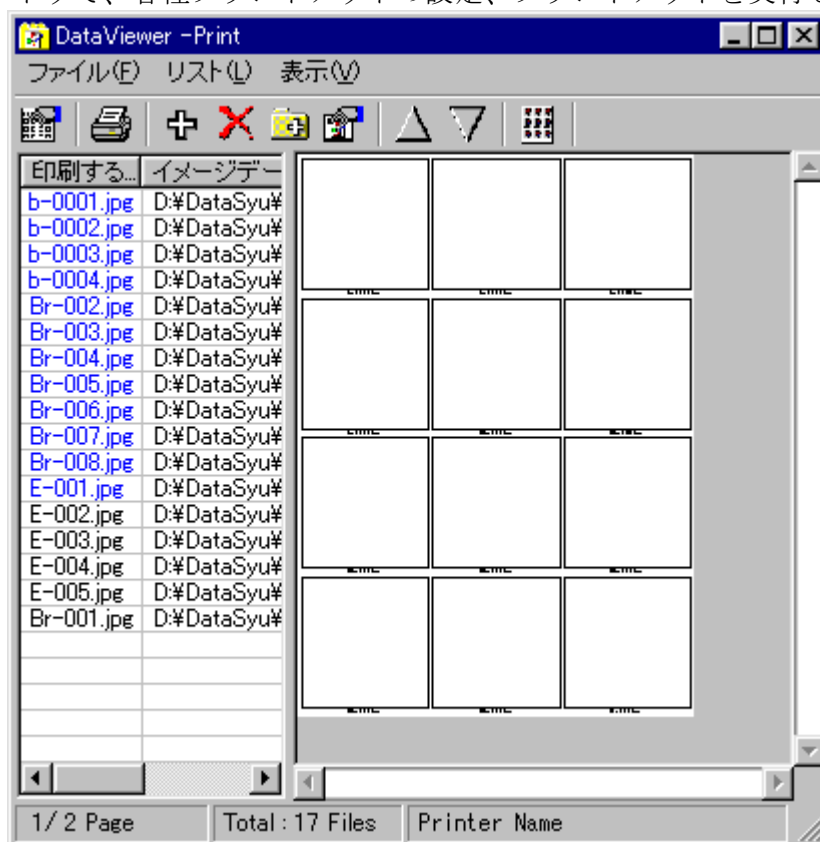 DataViewer -Print
ファイル(F) リスト(L) 表示(V)
印刷する... イメージデー
b-0001.jpg D:¥DataSyu¥
b-0002.jpg D:¥DataSyu¥
b-0003.jpg D:¥DataSyu¥
b-0004.jpg D:¥DataSyu¥
Br-002.jpg D:¥DataSyu¥
Br-003.jpg D:¥DataSyu¥
Br-004.jpg D:¥DataSyu¥
Br-005.jpg D:¥DataSyu¥
Br-006.jpg D:¥DataSyu¥
Br-007.jpg D:¥DataSyu¥
Br-008.jpg D:¥DataSyu¥
E-001.jpg D:¥DataSyu¥
E-002.jpg D:¥DataSyu¥
E-003.jpg D:¥DataSyu¥
E-004.jpg D:¥DataSyu¥
E-005.jpg D:¥DataSyu¥
Br-001.jpg D:¥DataSyu¥
1/ 2 Page Total : 17 Files Printer Name